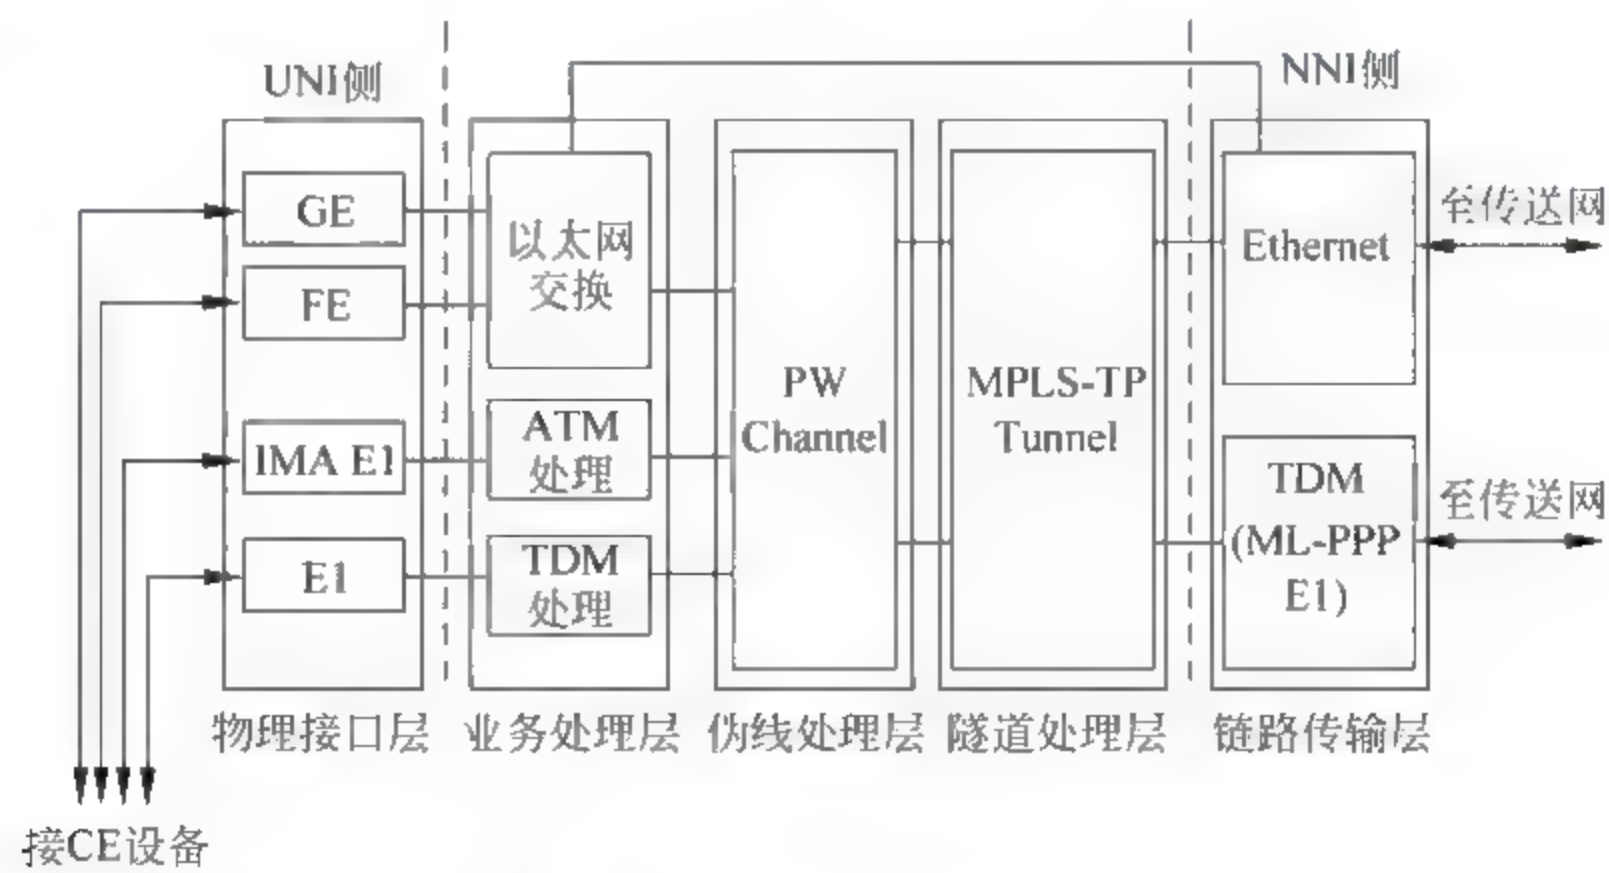 UNI侧
NNI侧
GE
FE
IMA E1
E1
以太网
交换
ATM
处理
TDM
处理
PW
Channel
MPLS-TP
Tunnel
Ethernet
TDM
(ML-PPP
E1)
至传送网
至传送网
物理接口层
业务处理层
伪线处理层
隧道处理层
链路传输层
接CE设备